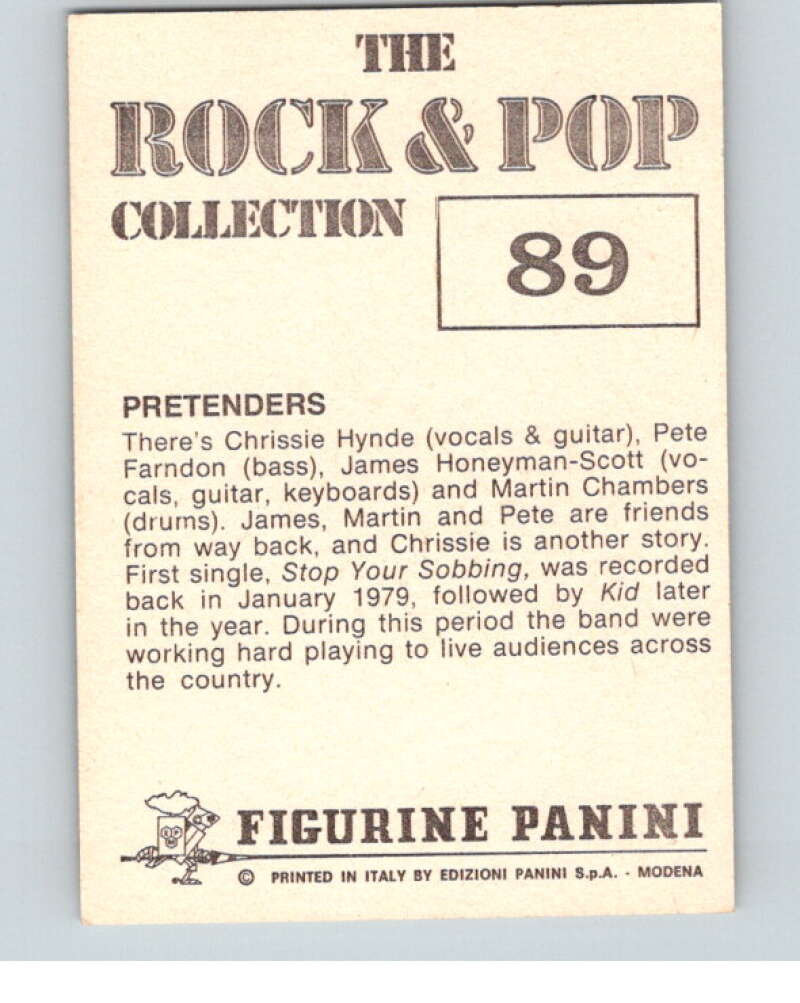 THE
ROCK & POP
COLLECTION
89
PRETENDERS
There's Chrissie Hynde (vocals & guitar), Pete
Farndon (bass), James Honeyman-Scott (vo-
cals, guitar, keyboards) and Martin Chambers
(drums). James, Martin and Pete are friends
from way back, and Chrissie is another story.
First single, Stop Your Sobbing, was recorded
back in January 1979, followed by Kid later
in the year. During this period the band were
working hard playing to live audiences across
the country.
FIGURINE PANINI
© PRINTED IN ITALY BY EDIZIONI PANINI S.p.A. - MODENA